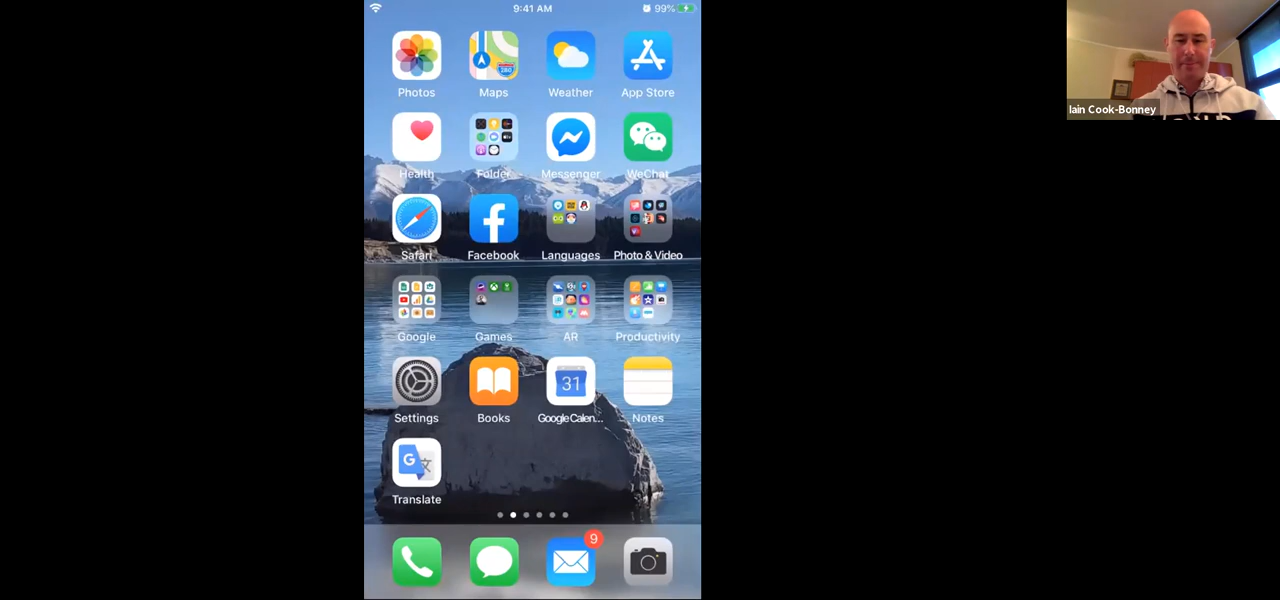 9:41 AM
99%
Photos
Maps
Weather
App Store
Health
Folder
Messenger
WeChat
Safari
Facebook
Languages
Photo & Video
Google
Games
AR
Productivity
Settings
Books
31
Google Calen...
Notes
G 文
Translate
9
Iain Cook-Bonney